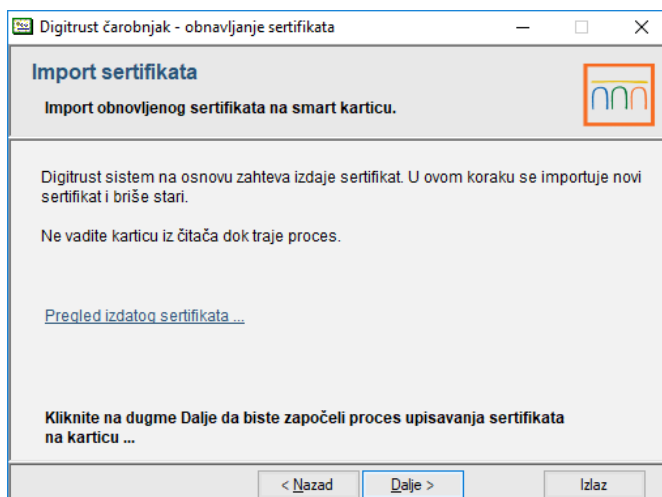 Digitrust čarobnjak - obnavljanje sertifikata
Import sertifikata
Import obnovljenog sertifikata na smart karticu.
Digitrust sistem na osnovu zahteva izdaje sertifikat. U ovom koraku se importuje novi
sertifikat i briše stari.
Ne vadite karticu iz čitača dok traje proces.
Pregled izdatog sertifikata ...
Kliknite na dugme Dalje da biste započeli proces upisavanja sertifikata
na karticu ...
< Nazad
Dalje >
Izlaz